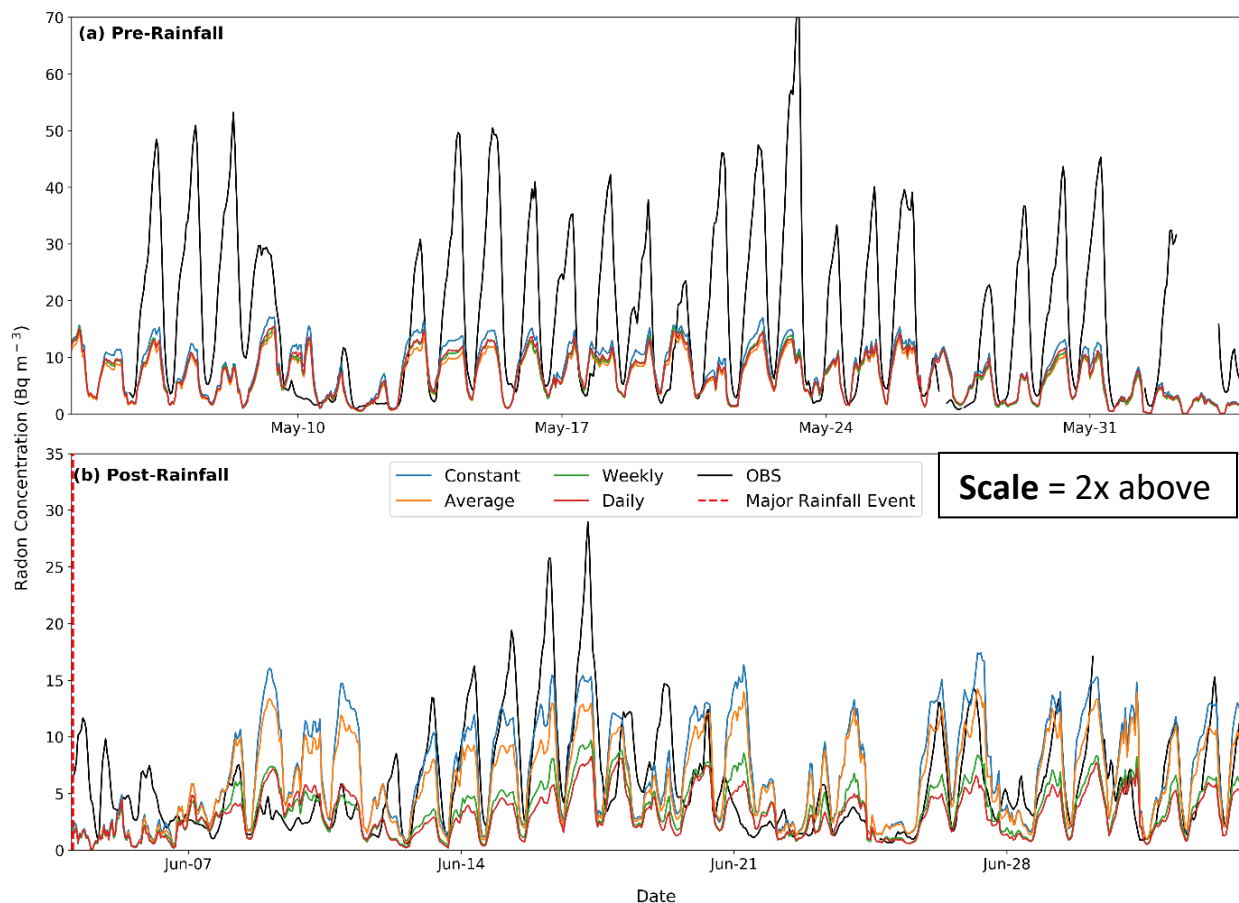 (a) Pre-Rainfall
70
60
50
40
30
20
10
0
May-10 May-17 May-24 May-31
Radon Concentration (Bq m⁻³)
(b) Post-Rainfall
Constant Weekly OBS
Average Daily Major Rainfall Event
Scale = 2x above
35
30
25
20
15
10
5
0
Jun-07 Jun-14 Jun-21 Jun-28
Date